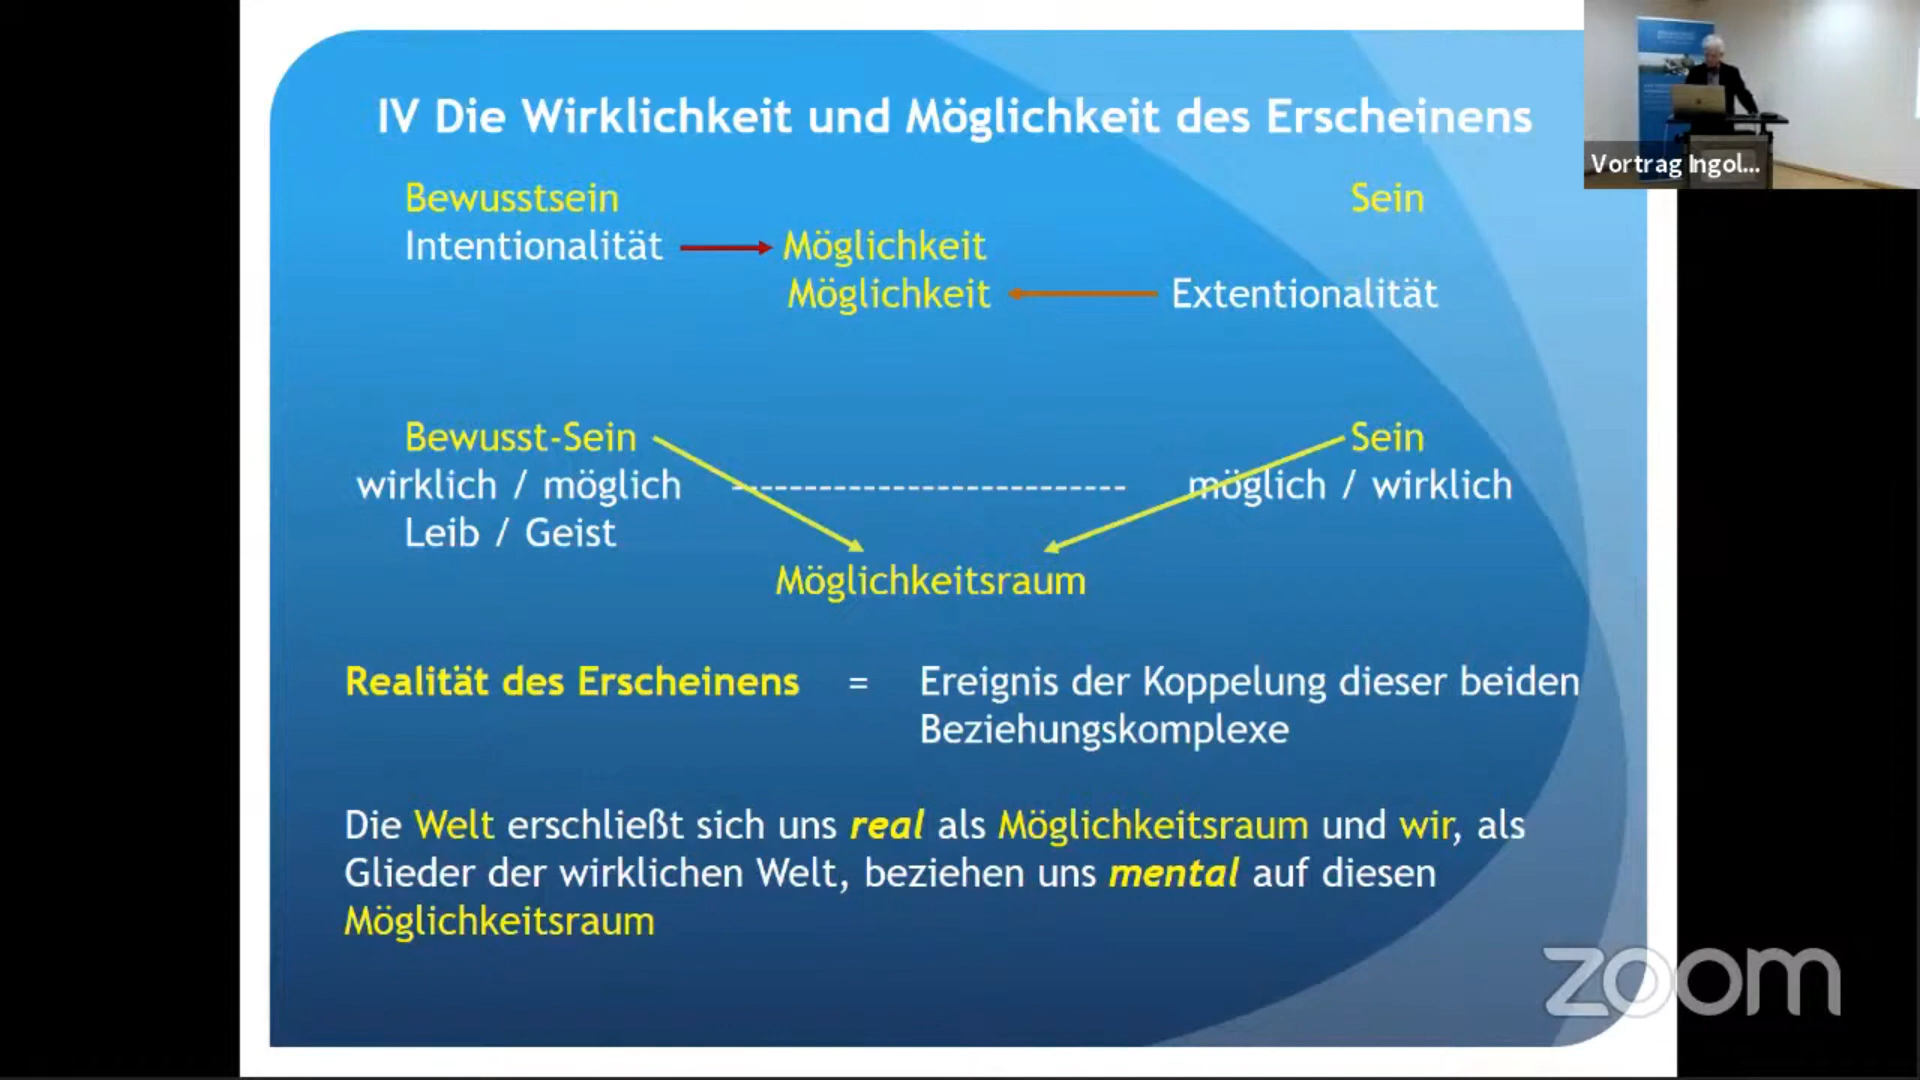 IV Die Wirklichkeit und Möglichkeit des Erscheinens
Vortrag Ingol...
Bewusstsein Sein
Intentionalität Möglichkeit
Möglichkeit Extentionalität
Bewusst-Sein Sein
wirklich / möglich -------------------------- möglich / wirklich
Leib / Geist
Möglichkeitsraum
Realität des Erscheinens = Ereignis der Koppelung dieser beiden
Beziehungskomplexe
Die Welt erschließt sich uns real als Möglichkeitsraum und wir, als
Glieder der wirklichen Welt, beziehen uns mental auf diesen
Möglichkeitsraum
zoom